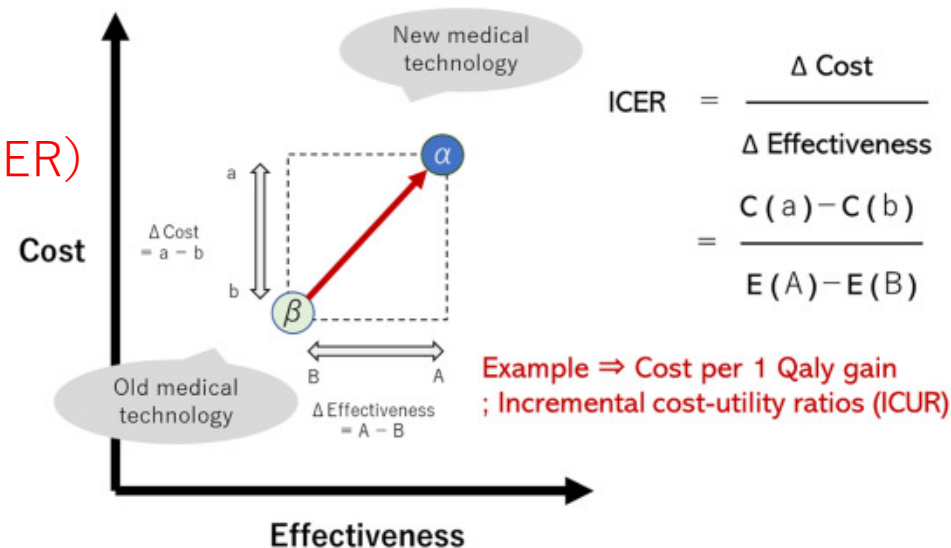 New medical
technology
ER)
a
α
Δ Cost
= a − b
Cost
b
β
Old medical
technology
B
A
Δ Effectiveness
= A − B
Effectiveness
ICER = Δ Cost
Δ Effectiveness
= C(a)−C(b)
E(A)−E(B)
Example ⇒ Cost per 1 Qaly gain
; Incremental cost-utility ratios (ICUR)